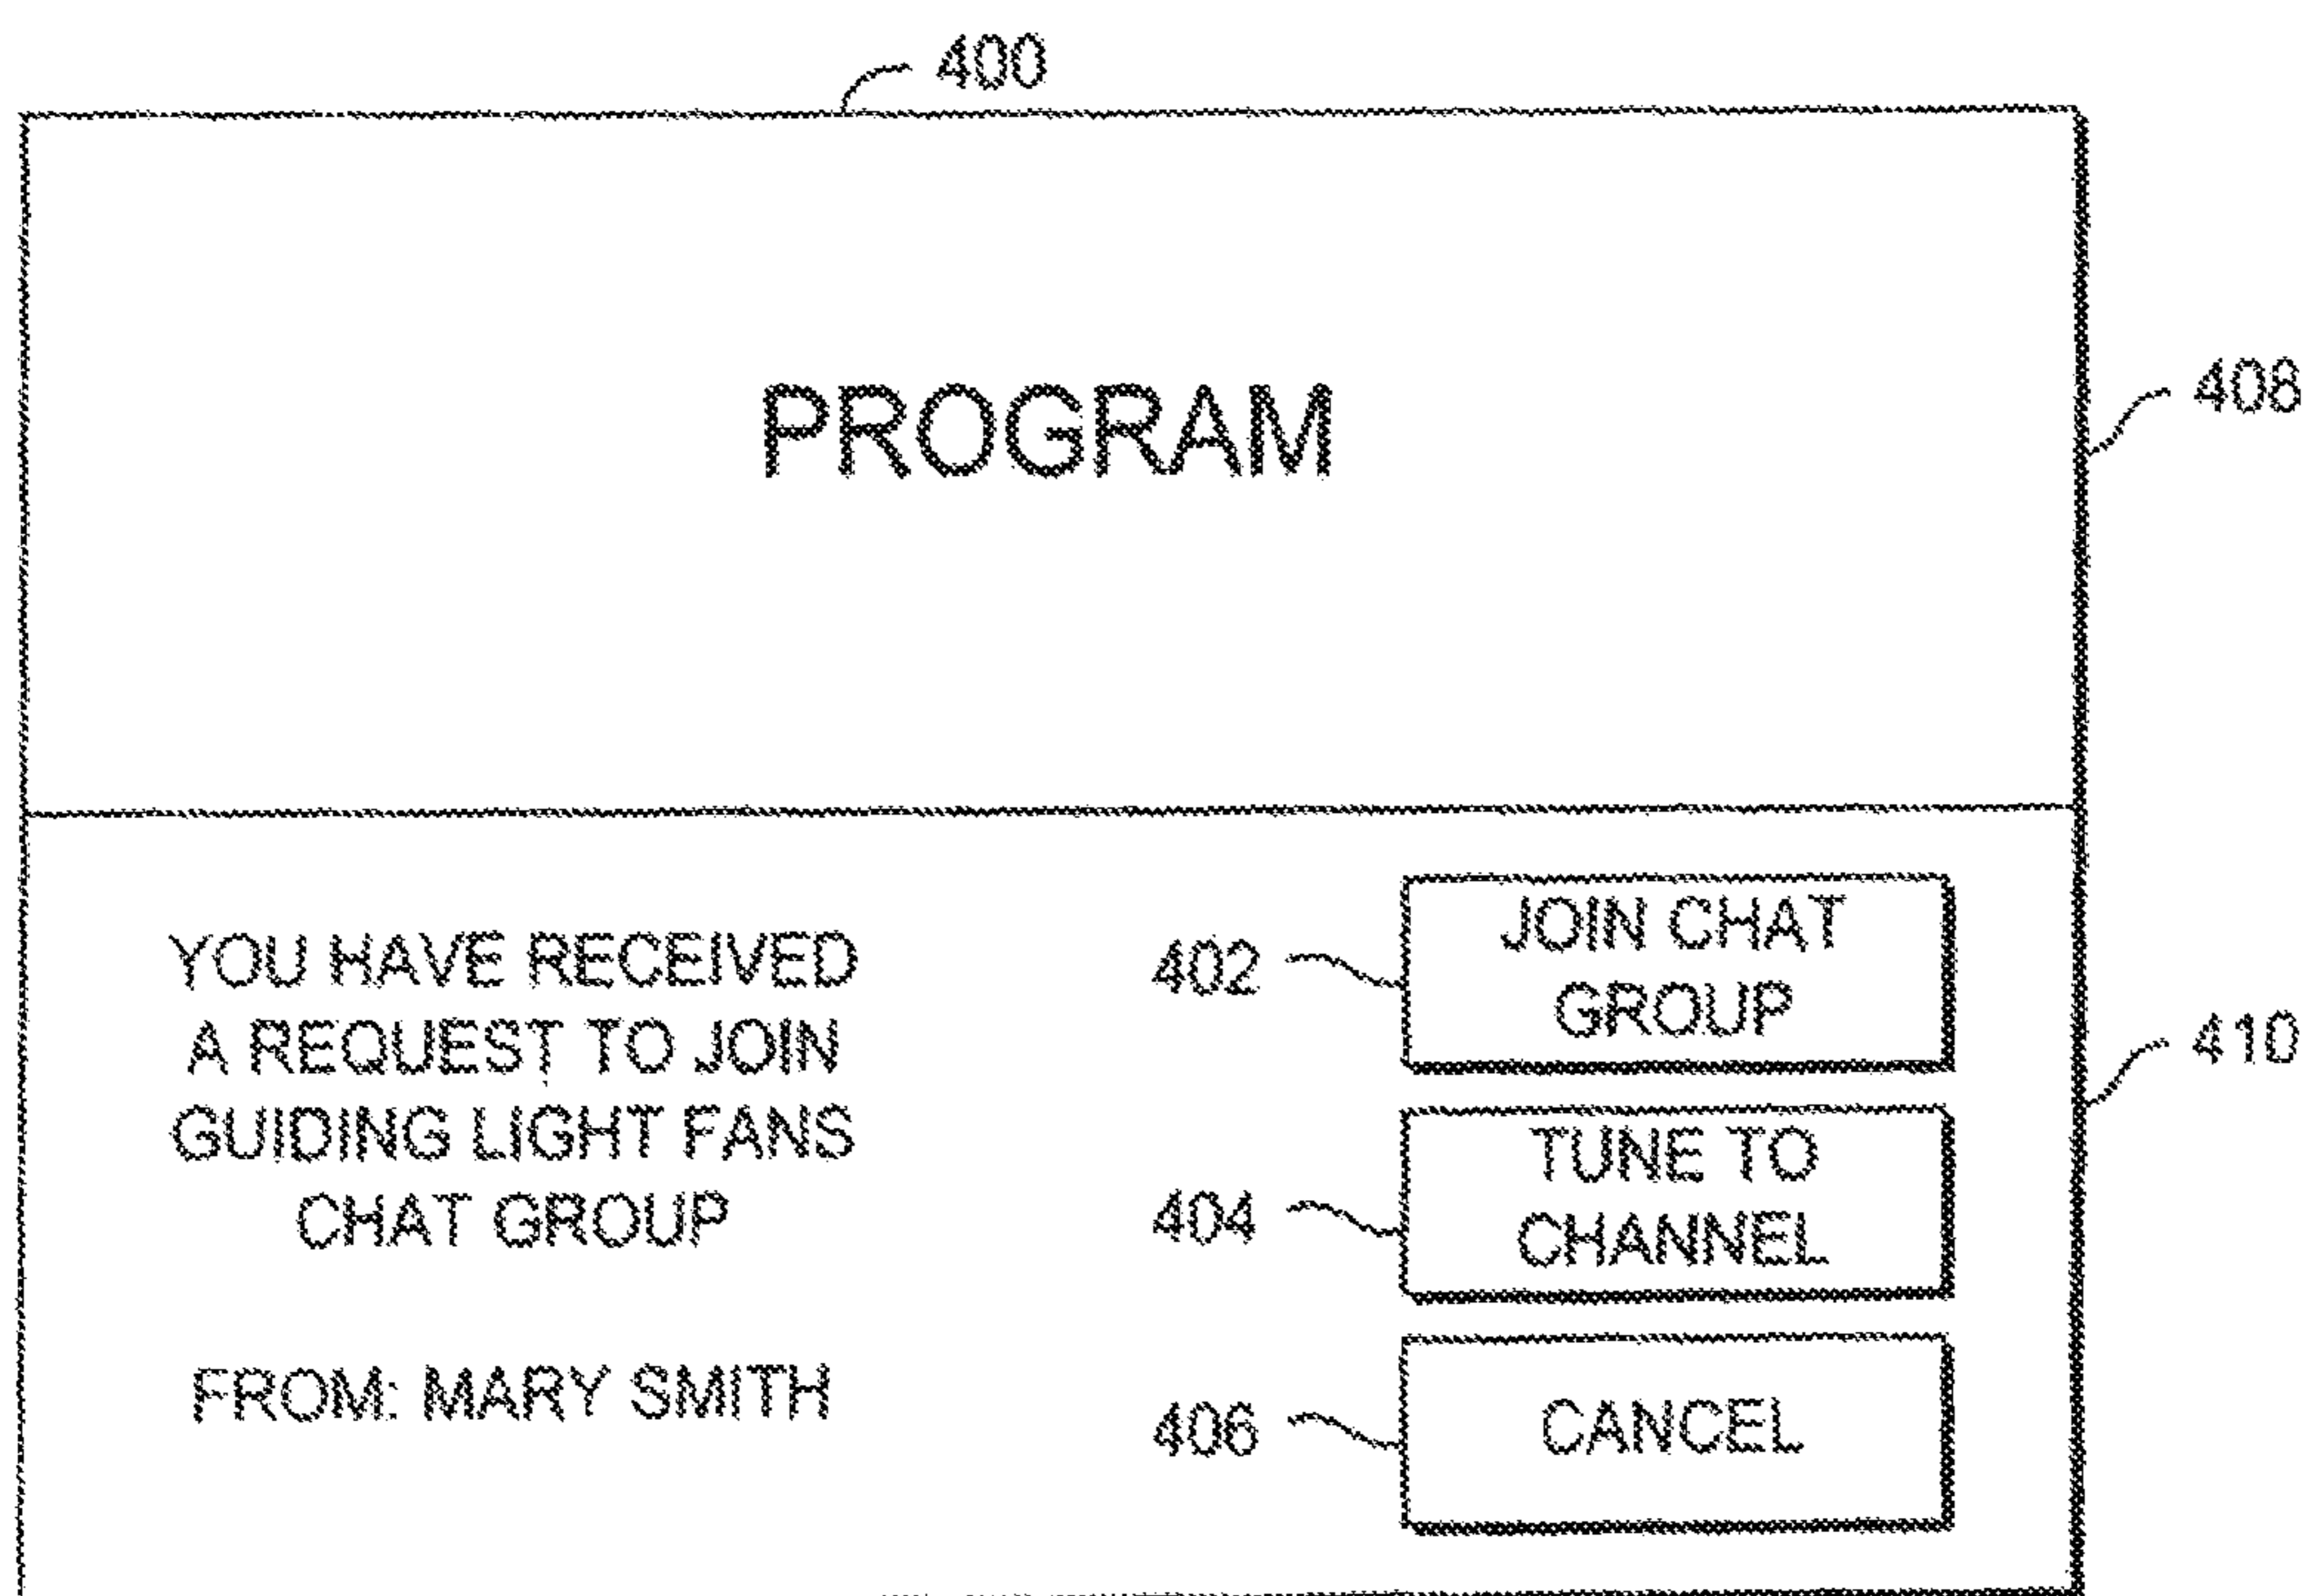 400
PROGRAM
408
YOU HAVE RECEIVED
A REQUEST TO JOIN
GUIDING LIGHT FANS
CHAT GROUP
FROM: MARY SMITH
402
JOIN CHAT
GROUP
410
404
TUNE TO
CHANNEL
406
CANCEL